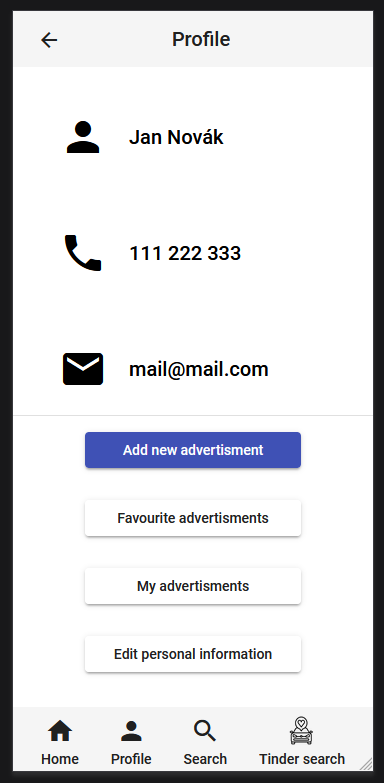 Profile
Jan Novák
111 222 333
mail@mail.com
Add new advertisment
Favourite advertisments
My advertisments
Edit personal information
Home Profile Search Tinder search